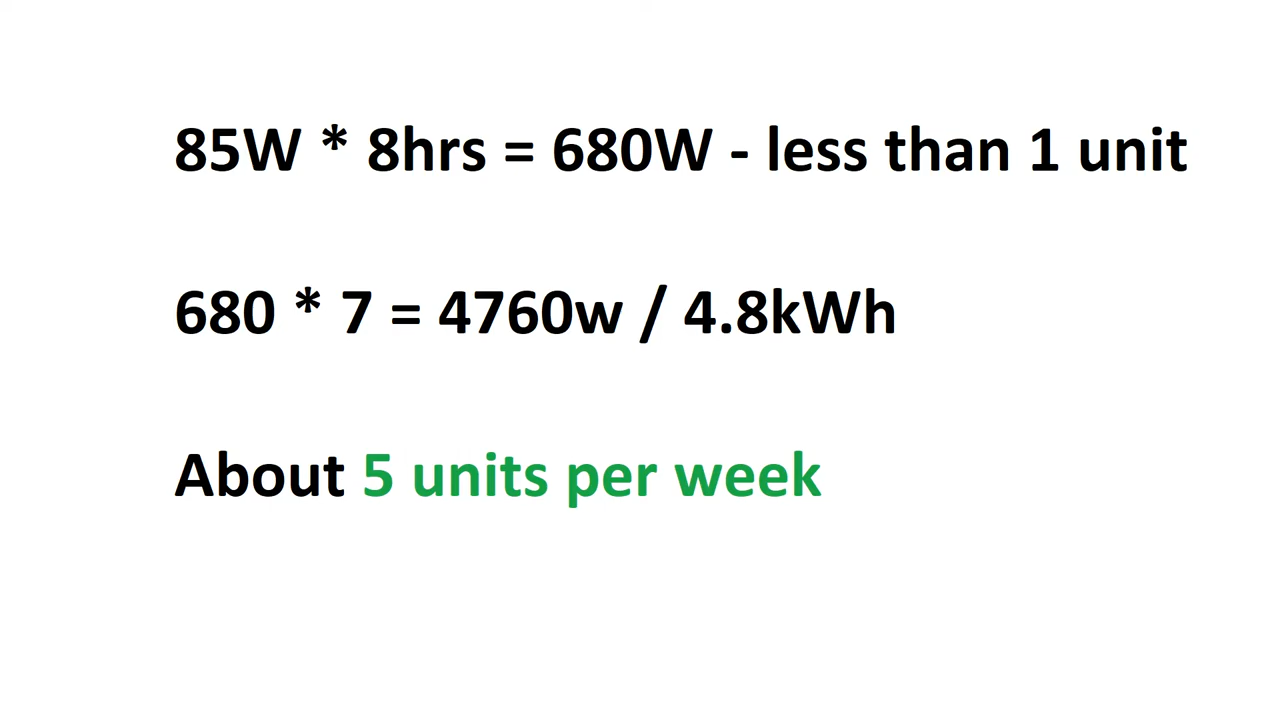 85W * 8hrs = 680W - less than 1 unit
680 * 7 = 4760w / 4.8kWh
About 5 units per week